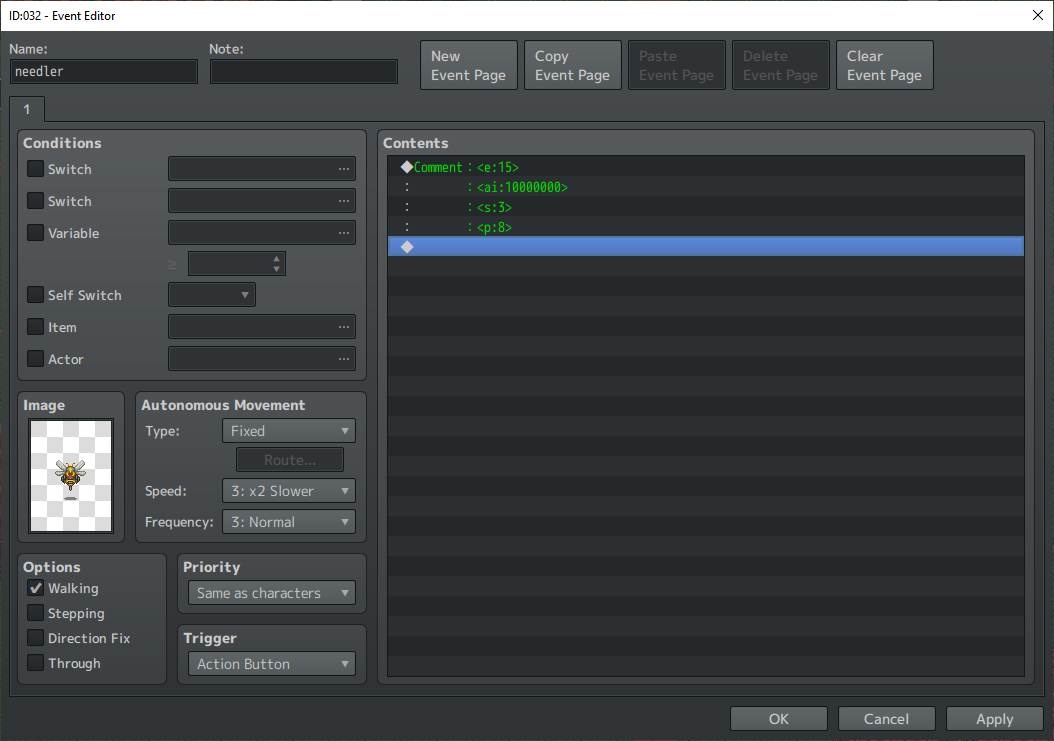 ID:032 - Event Editor
Name:
needler
Note:
New
Event Page
Copy
Event Page
Paste
Event Page
Delete
Event Page
Clear
Event Page
1
Conditions
Switch
...
Switch
...
Variable
...
≥
Self Switch
Item
...
Actor
...
Image
Autonomous Movement
Type:
Fixed
Route...
Speed:
3: x2 Slower
Frequency:
3: Normal
Options
Walking
Stepping
Direction Fix
Through
Priority
Same as characters
Trigger
Action Button
Contents
◆Comment : <e:15>
: : <ai:10000000>
: : <s:3>
: : <p:8>
◆
OK
Cancel
Apply